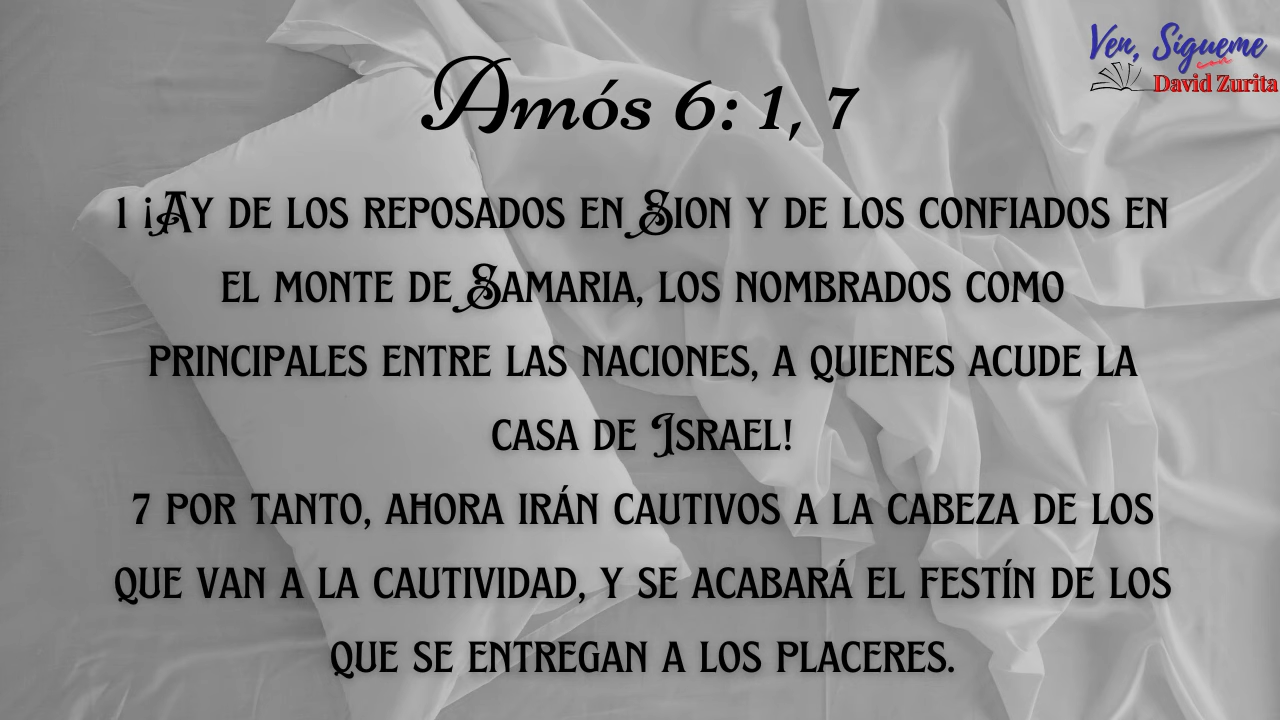 Ven, Sígueme
con
David Zurita
Amós 6: 1, 7
1 ¡Ay de los reposados en Sion y de los confiados en
el monte de Samaria, los nombrados como
principales entre las naciones, a quienes acude la
casa de Israel!
7 Por tanto, ahora irán cautivos a la cabeza de los
que van a la cautividad, y se acabará el festín de los
que se entregan a los placeres.